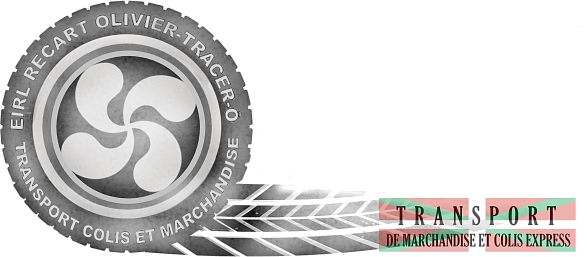 EIRL RECART OLIVIER-TRACER-O
TRANSPORT COLIS ET MARCHANDISE
TRANSPORT
DE MARCHANDISE ET COLIS EXPRESS